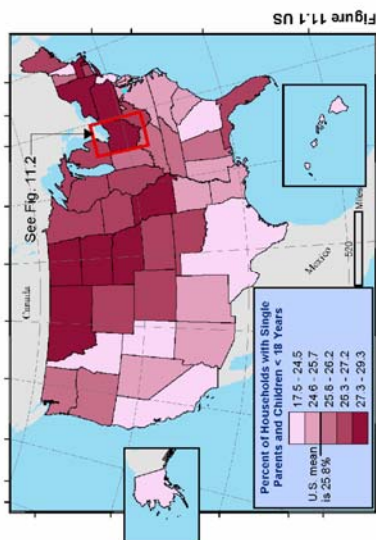 Figure 11.1 US
See Fig. 11.2
Canada
Mexico
520
Miles
Percent of Households with Single
Parents and Children < 18 Years
17.5 - 24.5
24.6 - 25.7
25.8 - 26.2
26.3 - 27.2
27.3 - 29.3
U.S. mean
is 25.8%